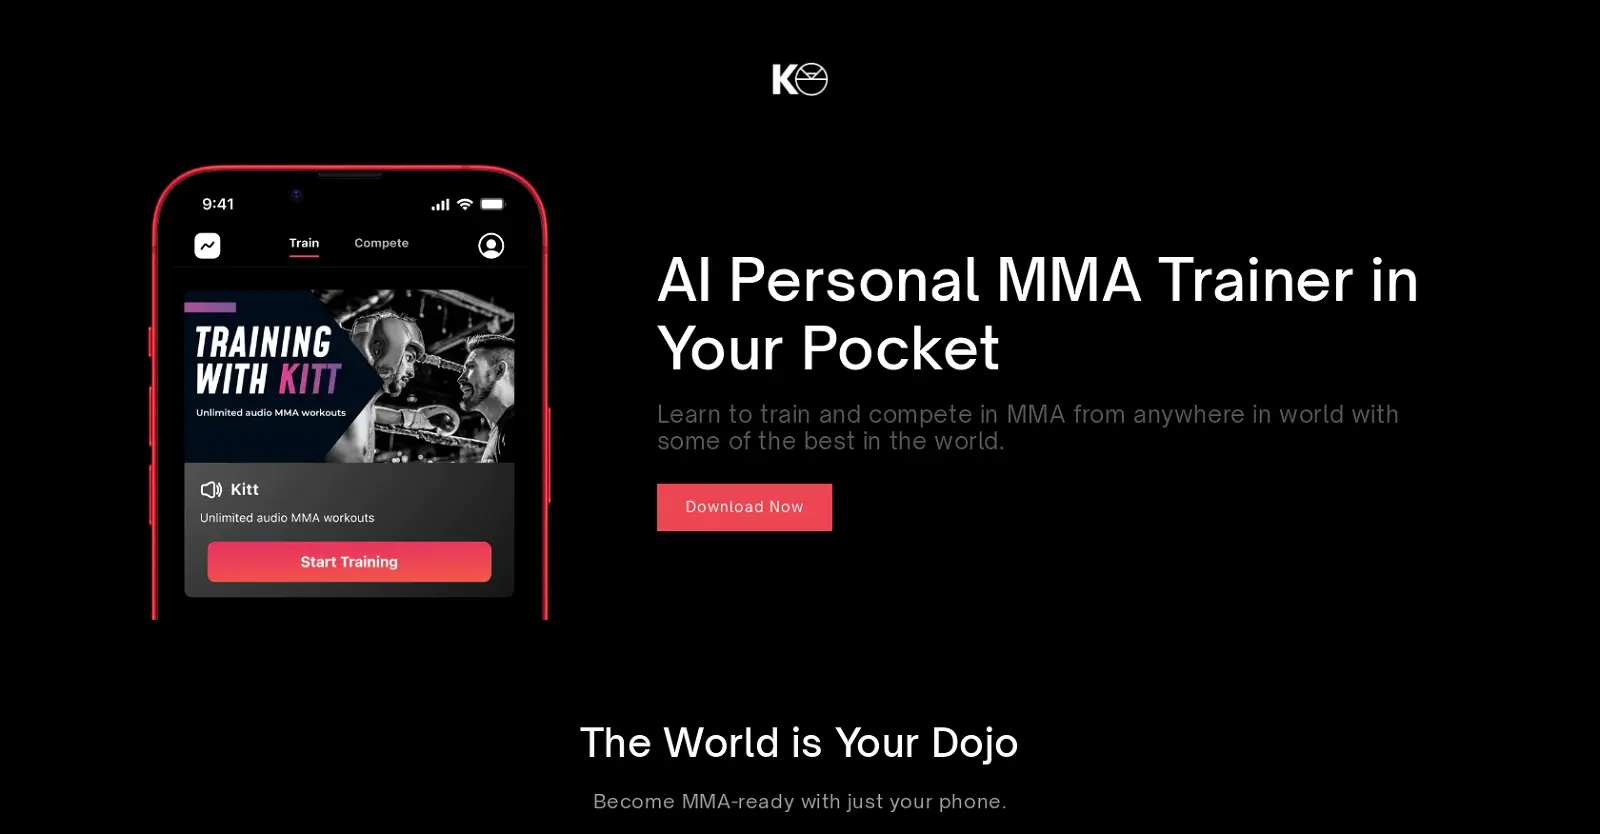 KO
9:41
Train Compete
TRAINING
WITH KITT
Unlimited audio MMA workouts
Kitt
Unlimited audio MMA workouts
Start Training
AI Personal MMA Trainer in
Your Pocket
Learn to train and compete in MMA from anywhere in world with
some of the best in the world.
Download Now
The World is Your Dojo
Become MMA-ready with just your phone.